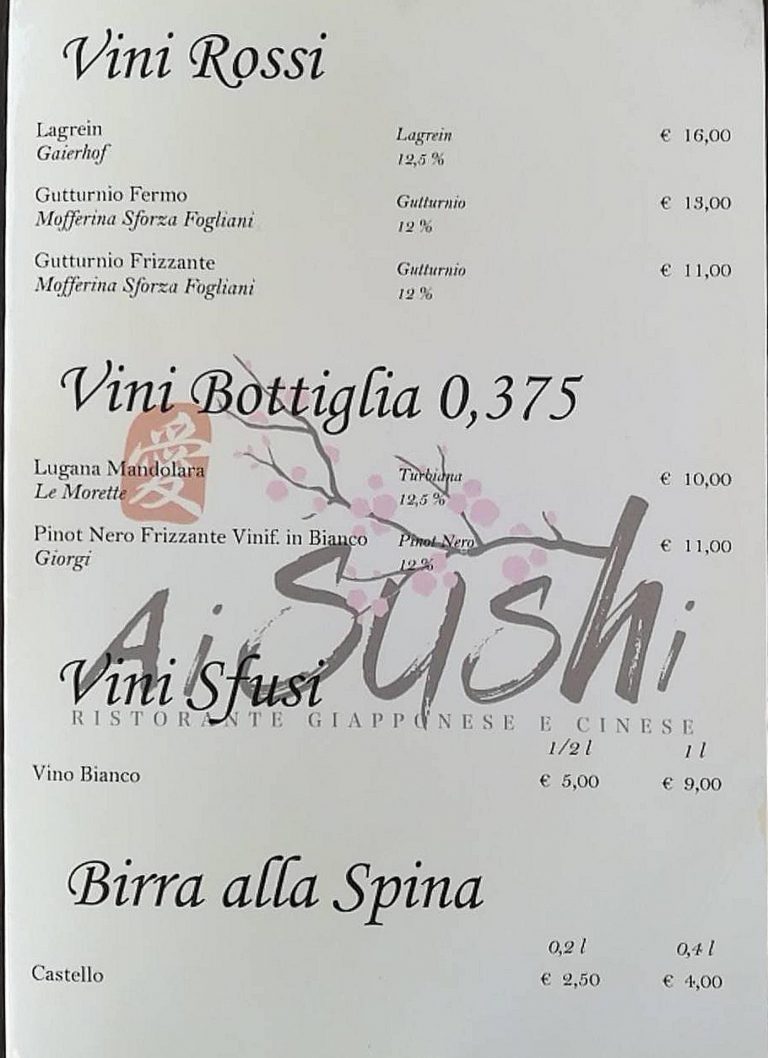 Vini Rossi
Lagrein Lagrein € 16,00
Gaierhof 12,5 %
Gutturnio Fermo Gutturnio € 13,00
Mofferina Sforza Fogliani 12 %
Gutturnio Frizzante Gutturnio € 11,00
Mofferina Sforza Fogliani 12 %
Vini Bottiglia 0,375
愛
Lugana Mandolara Turbiana € 10,00
Le Morette 12,5 %
Pinot Nero Frizzante Vinif. in Bianco Pinot Nero € 11,00
Giorgi 12 %
Ai Sushi
Vini Sfusi
RISTORANTE GIAPPONESE E CINESE
1/2 l 1 l
Vino Bianco € 5,00 € 9,00
Birra alla Spina
0,2 l 0,4 l
Castello € 2,50 € 4,00